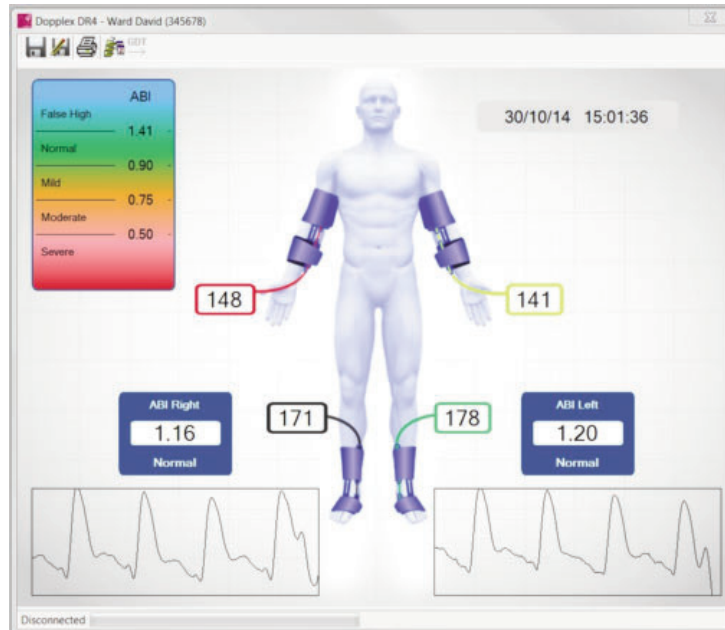 Dopplex DR4 - Ward David (345678)
GDT
ABI
False High
1.41
Normal
0.90
Mild
0.75
Moderate
0.50
Severe
30/10/14 15:01:36
148
141
ABI Right
1.16
Normal
171
178
ABI Left
1.20
Normal
Disconnected